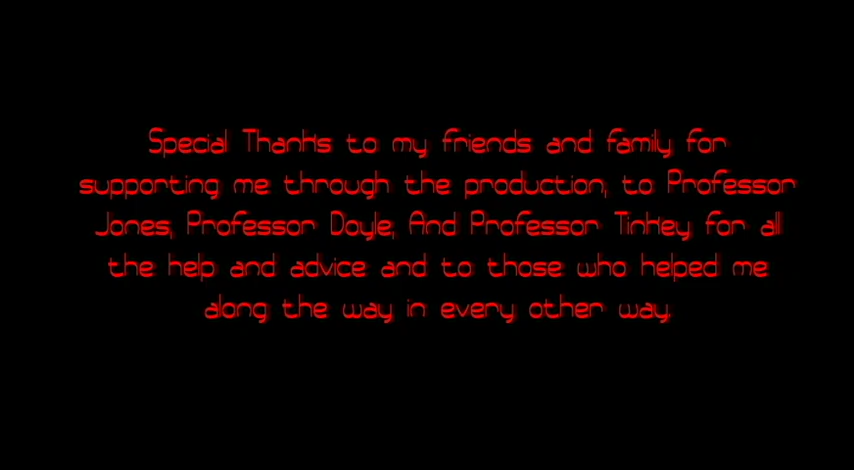 Special Thanks to my friends and family for
supporting me through the production, to Professor
Jones, Professor Doyle, And Professor Tinkey for all
the help and advice and to those who helped me
along the way in every other way.